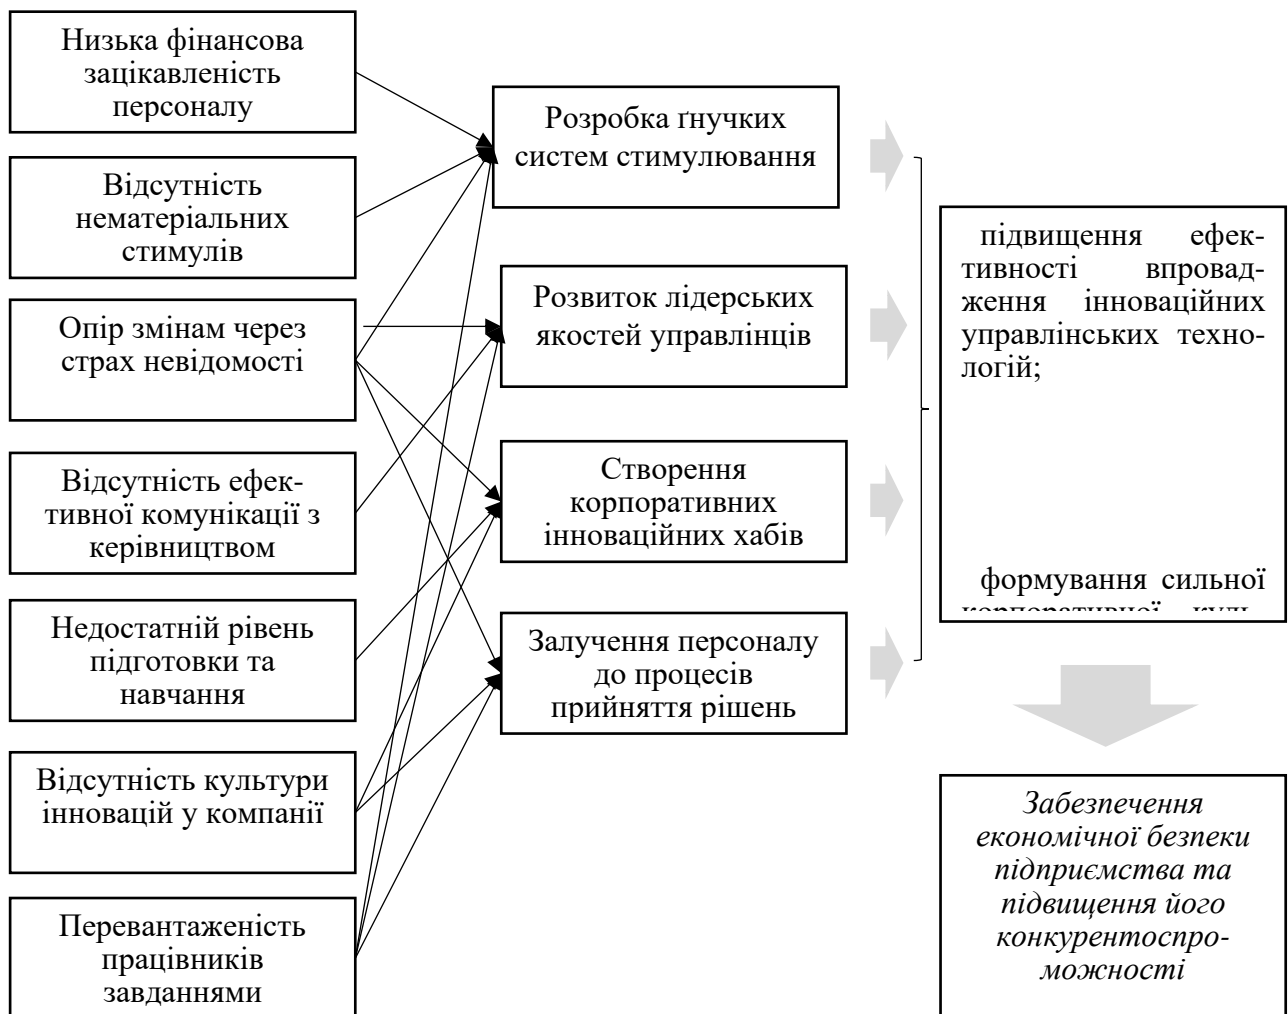 Низька фінансова
зацікавленість
персоналу
Відсутність
нематеріальних
стимулів
Опір змінам через
страх невідомості
Відсутність ефек-
тивної комунікації з
керівництвом
Недостатній рівень
підготовки та
навчання
Відсутність культури
інновацій у компанії
Перевантаженість
працівників
завданнями
Розробка гнучких
систем стимулювання
Розвиток лідерських
якостей управлінців
Створення
корпоративних
інноваційних хабів
Залучення персоналу
до процесів
прийняття рішень
підвищення ефек-
тивності впровад-
ження інноваційних
управлінських техно-
логій;
формування сильної
корпоративної куль-
Забезпечення
економічної безпеки
підприємства та
підвищення його
конкурентоспро-
можності